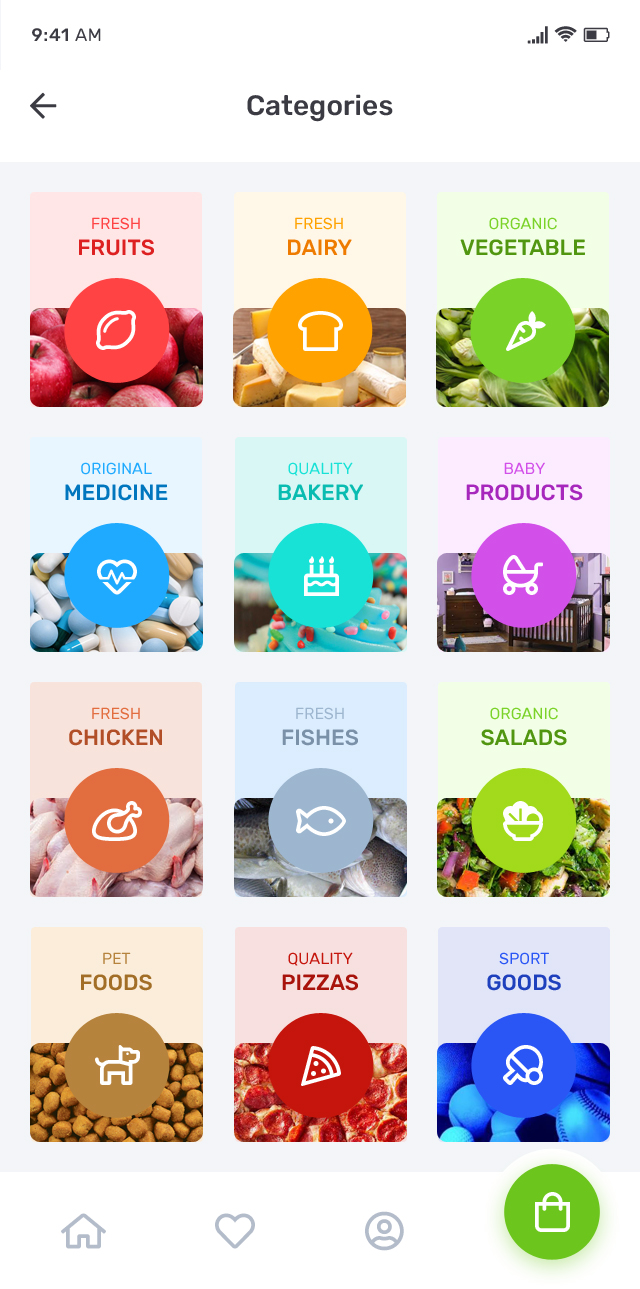 9:41 AM
Categories
FRESH
FRUITS
FRESH
DAIRY
ORGANIC
VEGETABLE
ORIGINAL
MEDICINE
QUALITY
BAKERY
BABY
PRODUCTS
FRESH
CHICKEN
FRESH
FISHES
ORGANIC
SALADS
PET
FOODS
QUALITY
PIZZAS
SPORT
GOODS